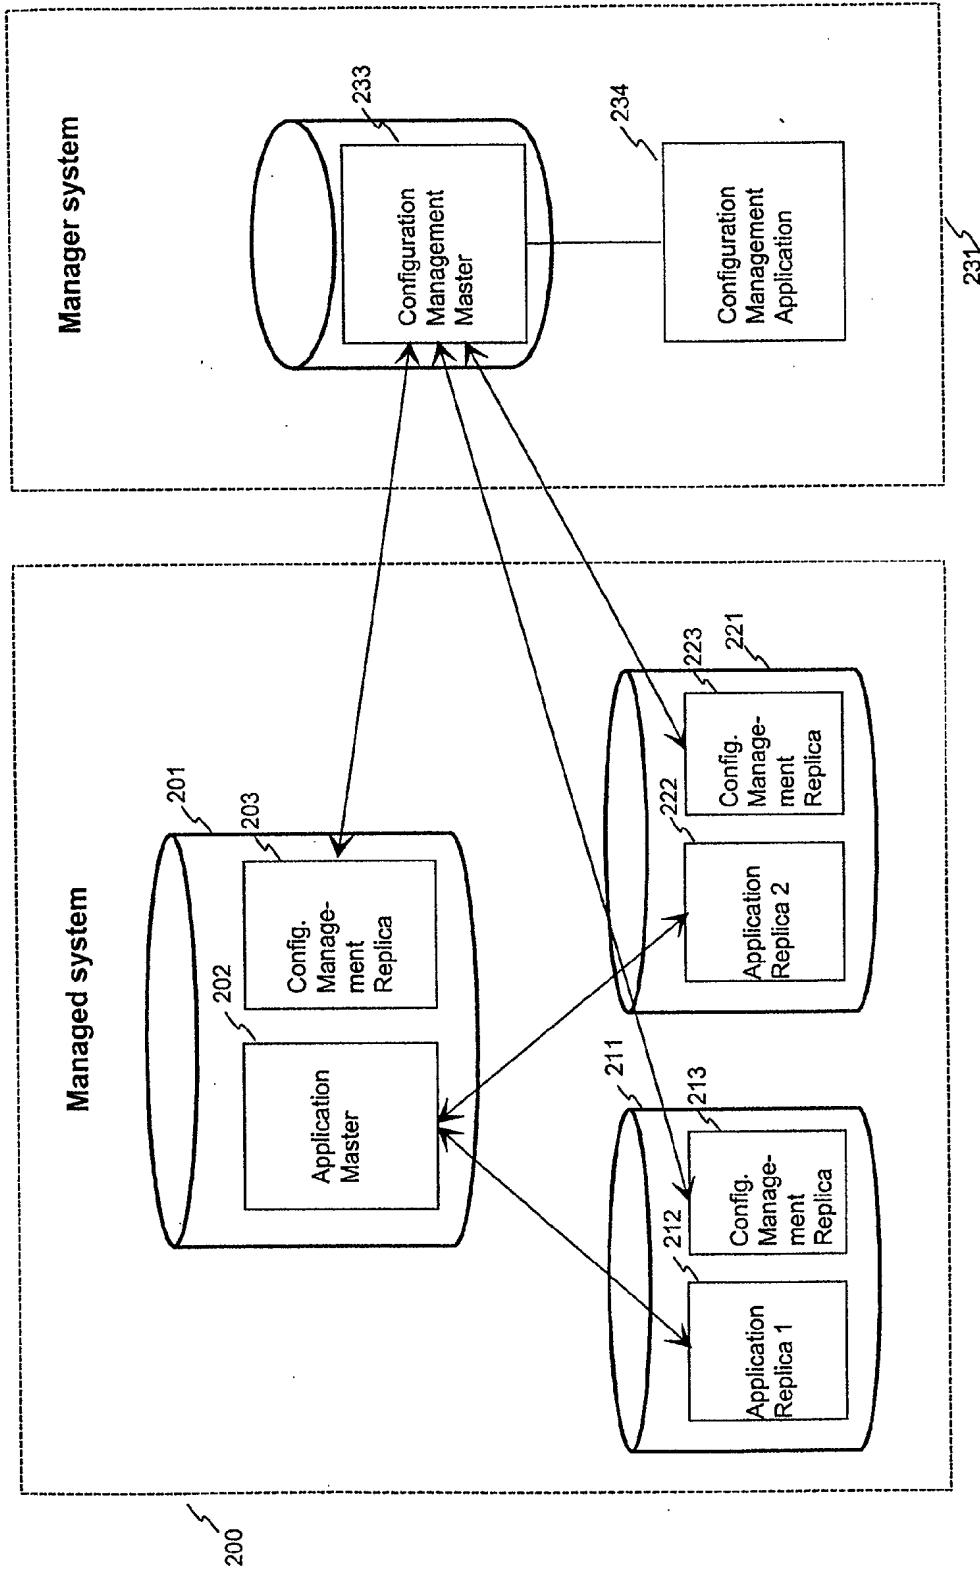 Managed system
Manager system
200
201
202
203
Application
Master
Config.
Manage-
ment
Replica
233
Configuration
Management
Master
234
Configuration
Management
Application
231
211
212
213
Application
Replica 1
Config.
Manage-
ment
Replica
221
222
223
Application
Replica 2
Config.
Manage-
ment
Replica